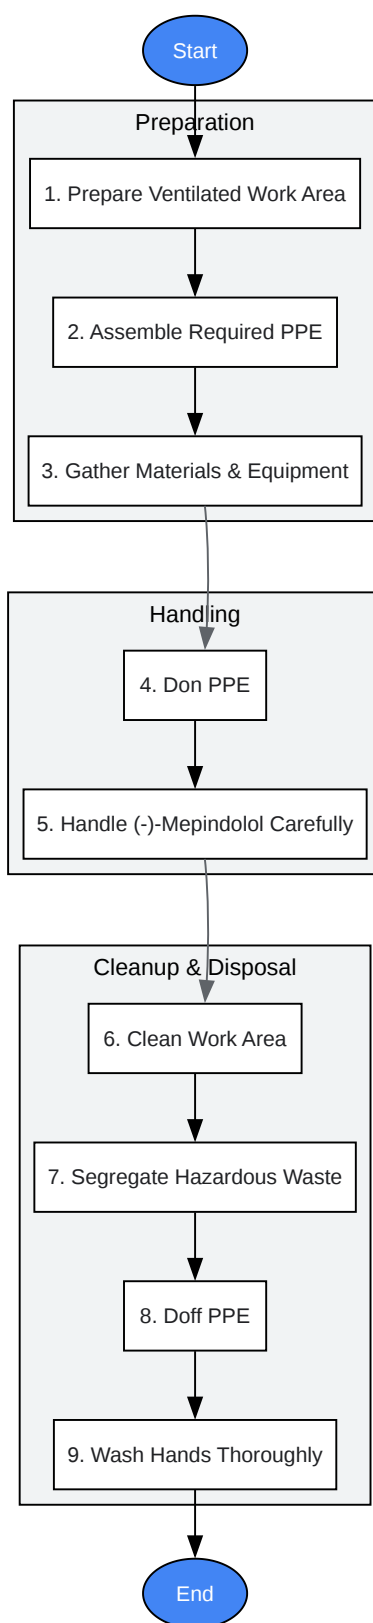 Start
Preparation
1. Prepare Ventilated Work Area
2. Assemble Required PPE
3. Gather Materials & Equipment
Handling
4. Don PPE
5. Handle (-)-Mepindolol Carefully
Cleanup & Disposal
6. Clean Work Area
7. Segregate Hazardous Waste
8. Doff PPE
9. Wash Hands Thoroughly
End